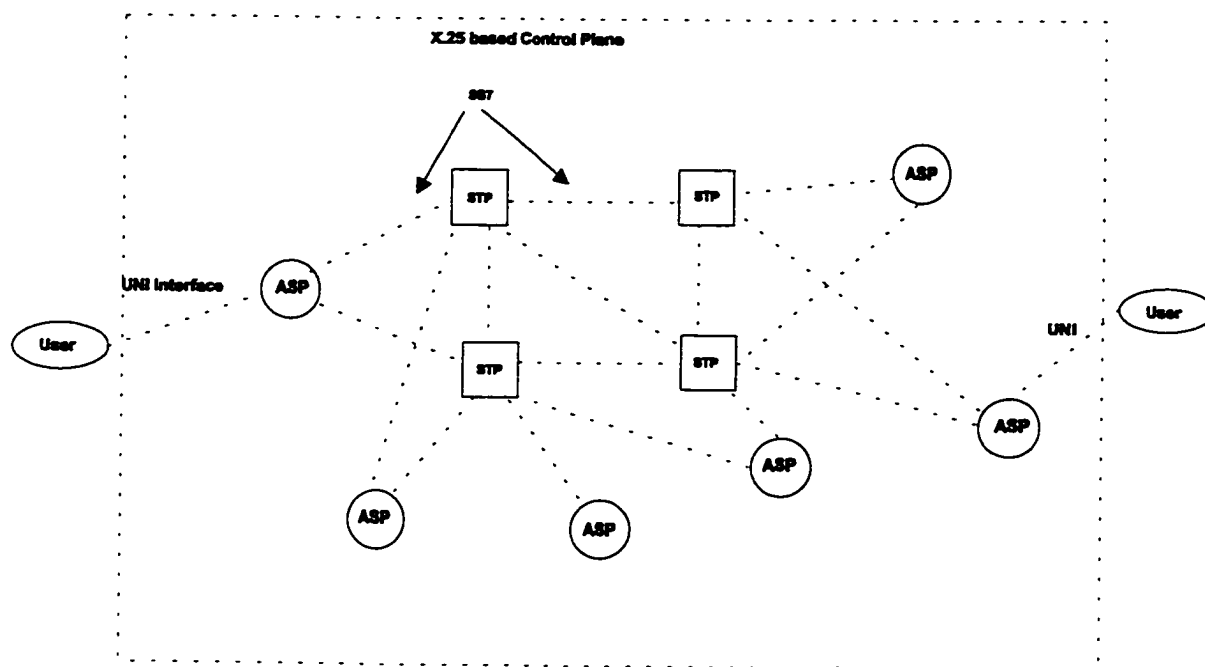 X.25 based Control Plane
SS7
STP
STP
ASP
UNI Interface
ASP
User
User
UNI
STP
STP
ASP
ASP
ASP
ASP